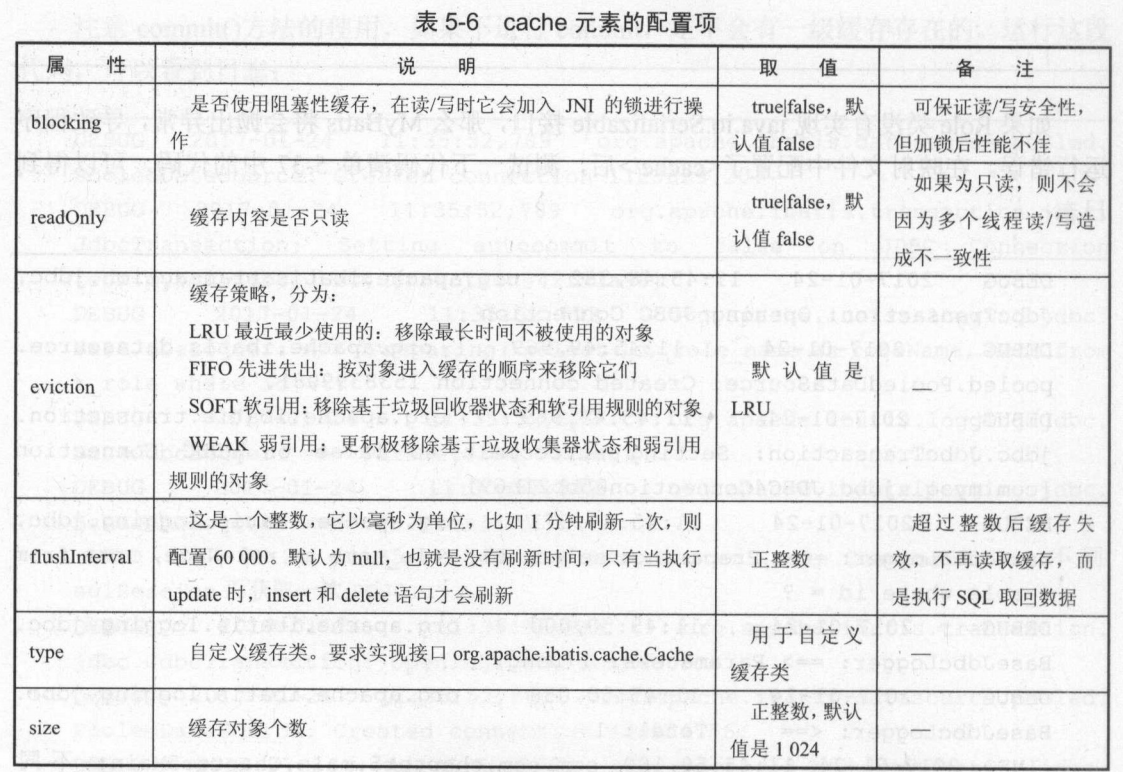 表 5-6 cache 元素的配置项
属 性 说 明 取 值 备 注
blocking
是否使用阻塞性缓存，在读/写时它会加入 JNI 的锁进行操
作
true|false，默
认值 false
可保证读/写安全性，
但加锁后性能不佳
readOnly
缓存内容是否只读
true|false，默
认值 false
如果为只读，则不会
因为多个线程读/写造
成不一致性
eviction
缓存策略，分为：
LRU 最近最少使用的：移除最长时间不被使用的对象
FIFO 先进先出：按对象进入缓存的顺序来移除它们
SOFT 软引用：移除基于垃圾回收器状态和软引用规则的对象
WEAK 弱引用：更积极移除基于垃圾收集器状态和弱引用
规则的对象
默认值是
LRU
—
flushInterval
这是一个整数，它以毫秒为单位，比如 1 分钟刷新一次，则
配置 60 000。默认为 null，也就是没有刷新时间，只有当执行
update 时，insert 和 delete 语句才会刷新
正整数
超过整数后缓存失
效，不再读取缓存，而
是执行 SQL 取回数据
type
自定义缓存类。要求实现接口 org.apache.ibatis.cache.Cache
用于自定义
缓存类
—
size
缓存对象个数
正整数，默认
值是 1 024